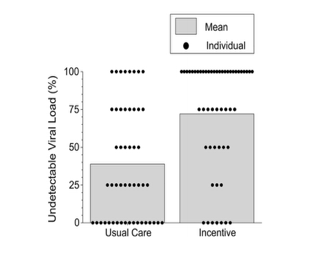 Mean
Individual
Undetectable Viral Load (%)
100
75
50
25
0
Usual Care
Incentive